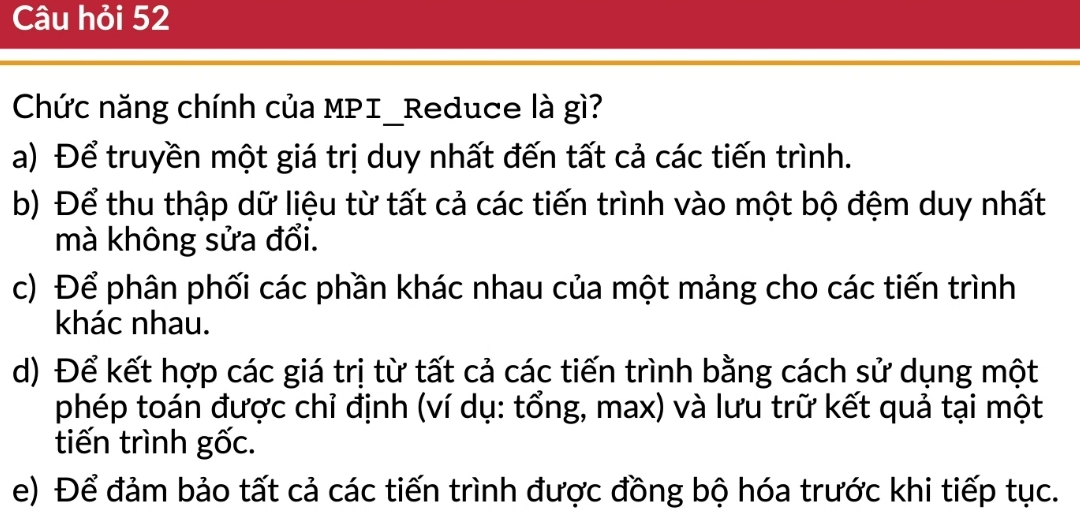 Câu hỏi 52
Chức năng chính của MPI_Reduce là gì?
a) Để truyền một giá trị duy nhất đến tất cả các tiến trình.
b) Để thu thập dữ liệu từ tất cả các tiến trình vào một bộ đệm duy nhất
mà không sửa đổi.
c) Để phân phối các phần khác nhau của một mảng cho các tiến trình
khác nhau.
d) Để kết hợp các giá trị từ tất cả các tiến trình bằng cách sử dụng một
phép toán được chỉ định (ví dụ: tổng, max) và lưu trữ kết quả tại một
tiến trình gốc.
e) Để đảm bảo tất cả các tiến trình được đồng bộ hóa trước khi tiếp tục.